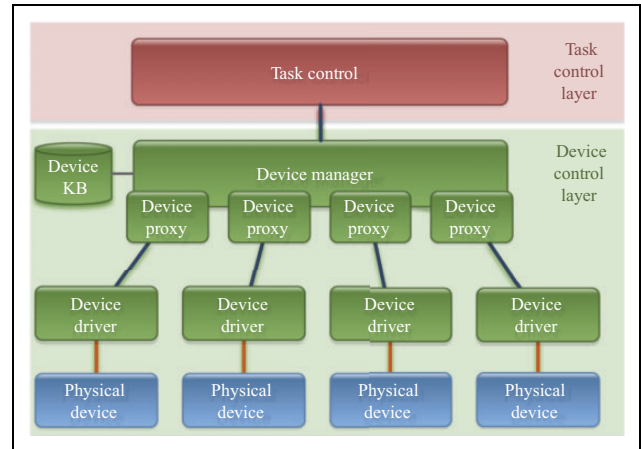 Task control
Task
control
layer
Device
KB
Device manager
Device
control
layer
Device
proxy
Device
proxy
Device
proxy
Device
proxy
Device
driver
Device
driver
Device
driver
Device
driver
Physical
device
Physical
device
Physical
device
Physical
device